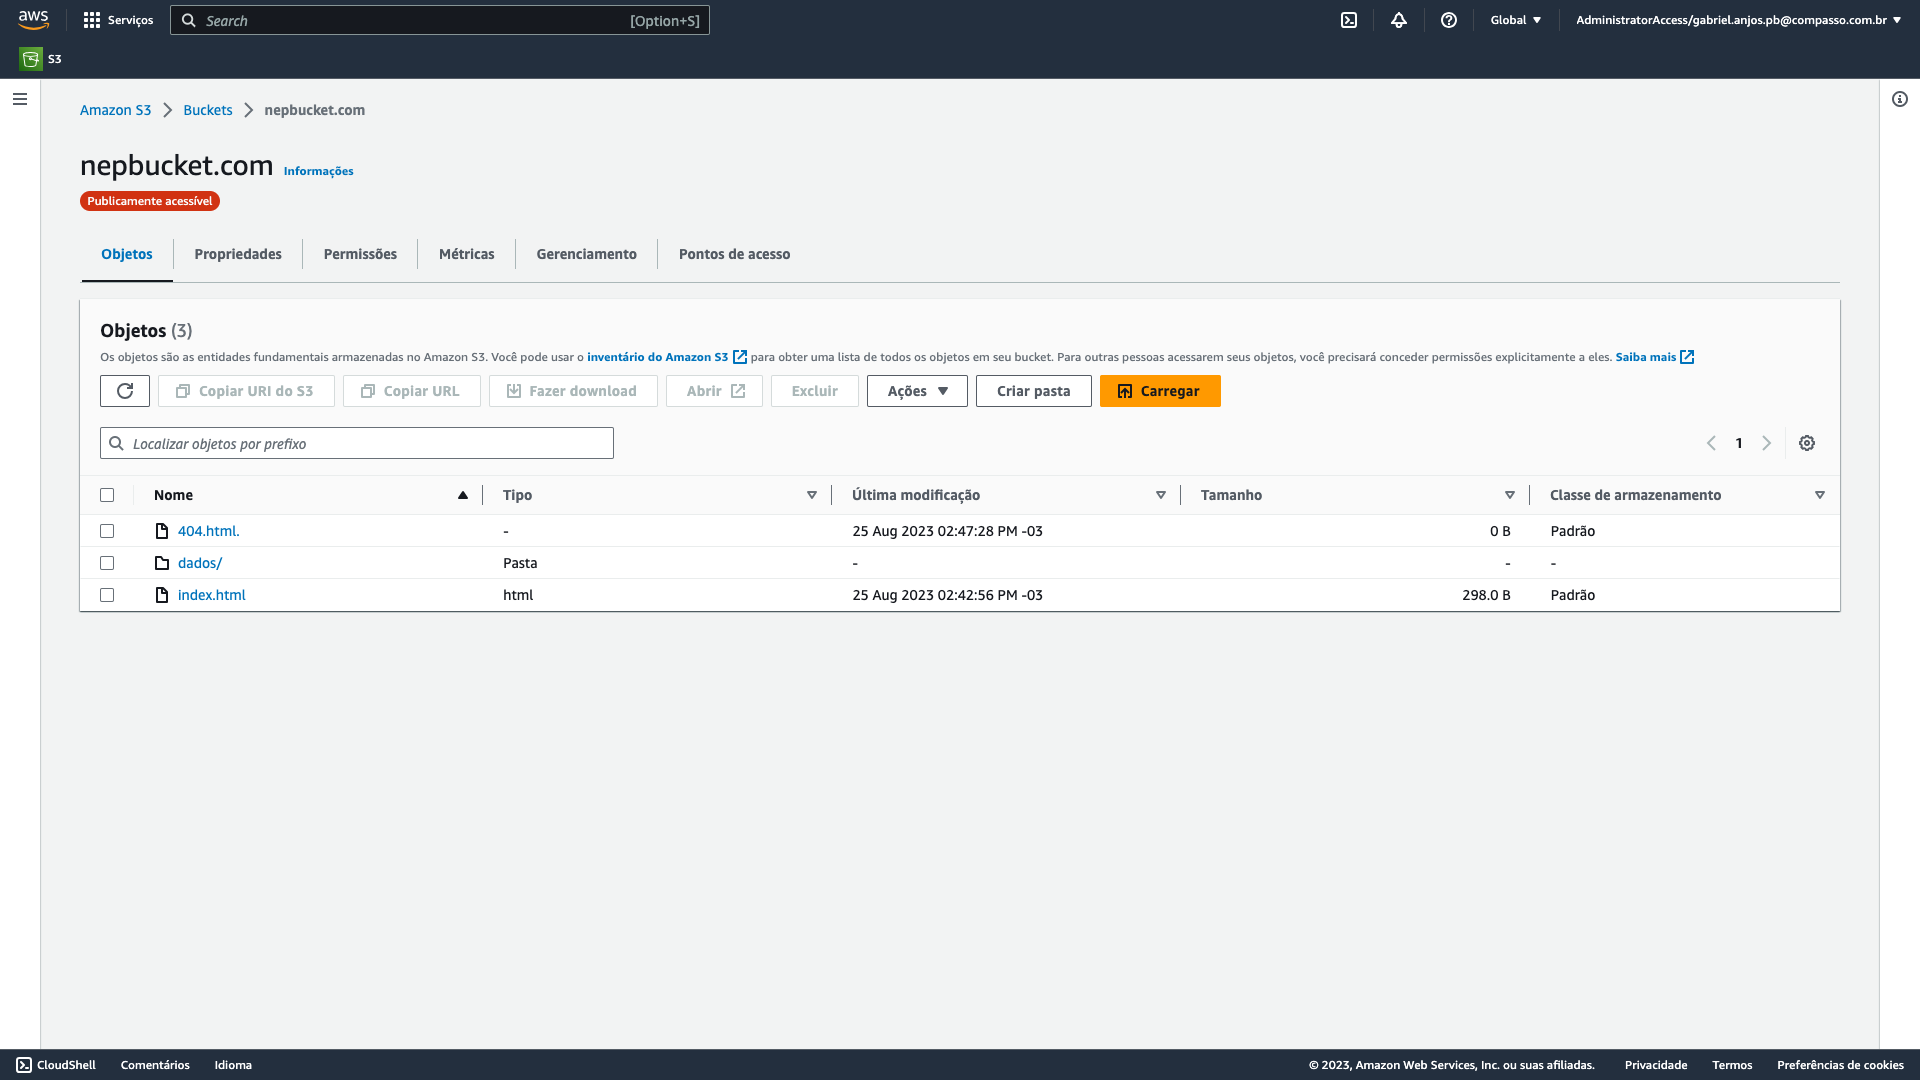 aws Serviços Search [Option+S] Global AdministratorAccess/gabriel.anjos.pb@compasso.com.br
S3
Amazon S3 Buckets nepbucket.com
nepbucket.com Informações
Publicamente acessível
Objetos Propriedades Permissões Métricas Gerenciamento Pontos de acesso
Objetos (3)
Os objetos são as entidades fundamentais armazenadas no Amazon S3. Você pode usar o inventário do Amazon S3 para obter uma lista de todos os objetos em seu bucket. Para outras pessoas acessarem seus objetos, você precisará conceder permissões explicitamente a eles. Saiba mais
Copiar URI do S3 Copiar URL Fazer download Abrir Excluir Ações Criar pasta Carregar
Localizar objetos por prefixo 1
Nome Tipo Última modificação Tamanho Classe de armazenamento
404.html. - 25 Aug 2023 02:47:28 PM -03 0 B Padrão
dados/ Pasta - - -
index.html html 25 Aug 2023 02:42:56 PM -03 298.0 B Padrão
CloudShell Comentários Idioma © 2023, Amazon Web Services, Inc. ou suas afiliadas. Privacidade Termos Preferências de cookies